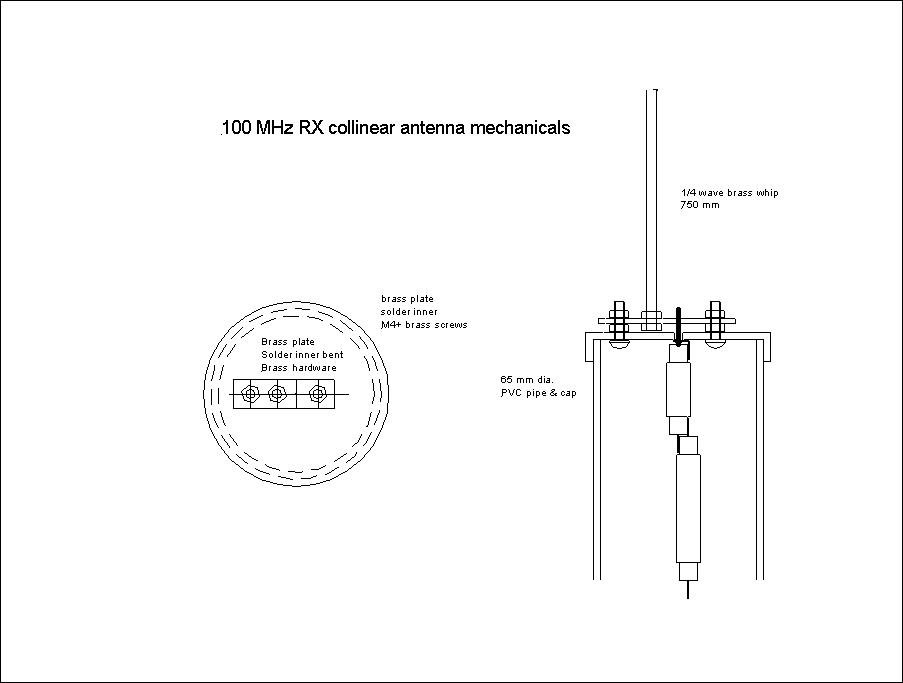 100 MHz RX collinear antenna mechanicals
1/4 wave brass whip
750 mm
brass plate
solder inner
M4+ brass screws
Brass plate
Solder inner bent
Brass hardware
65 mm dia.
PVC pipe & cap